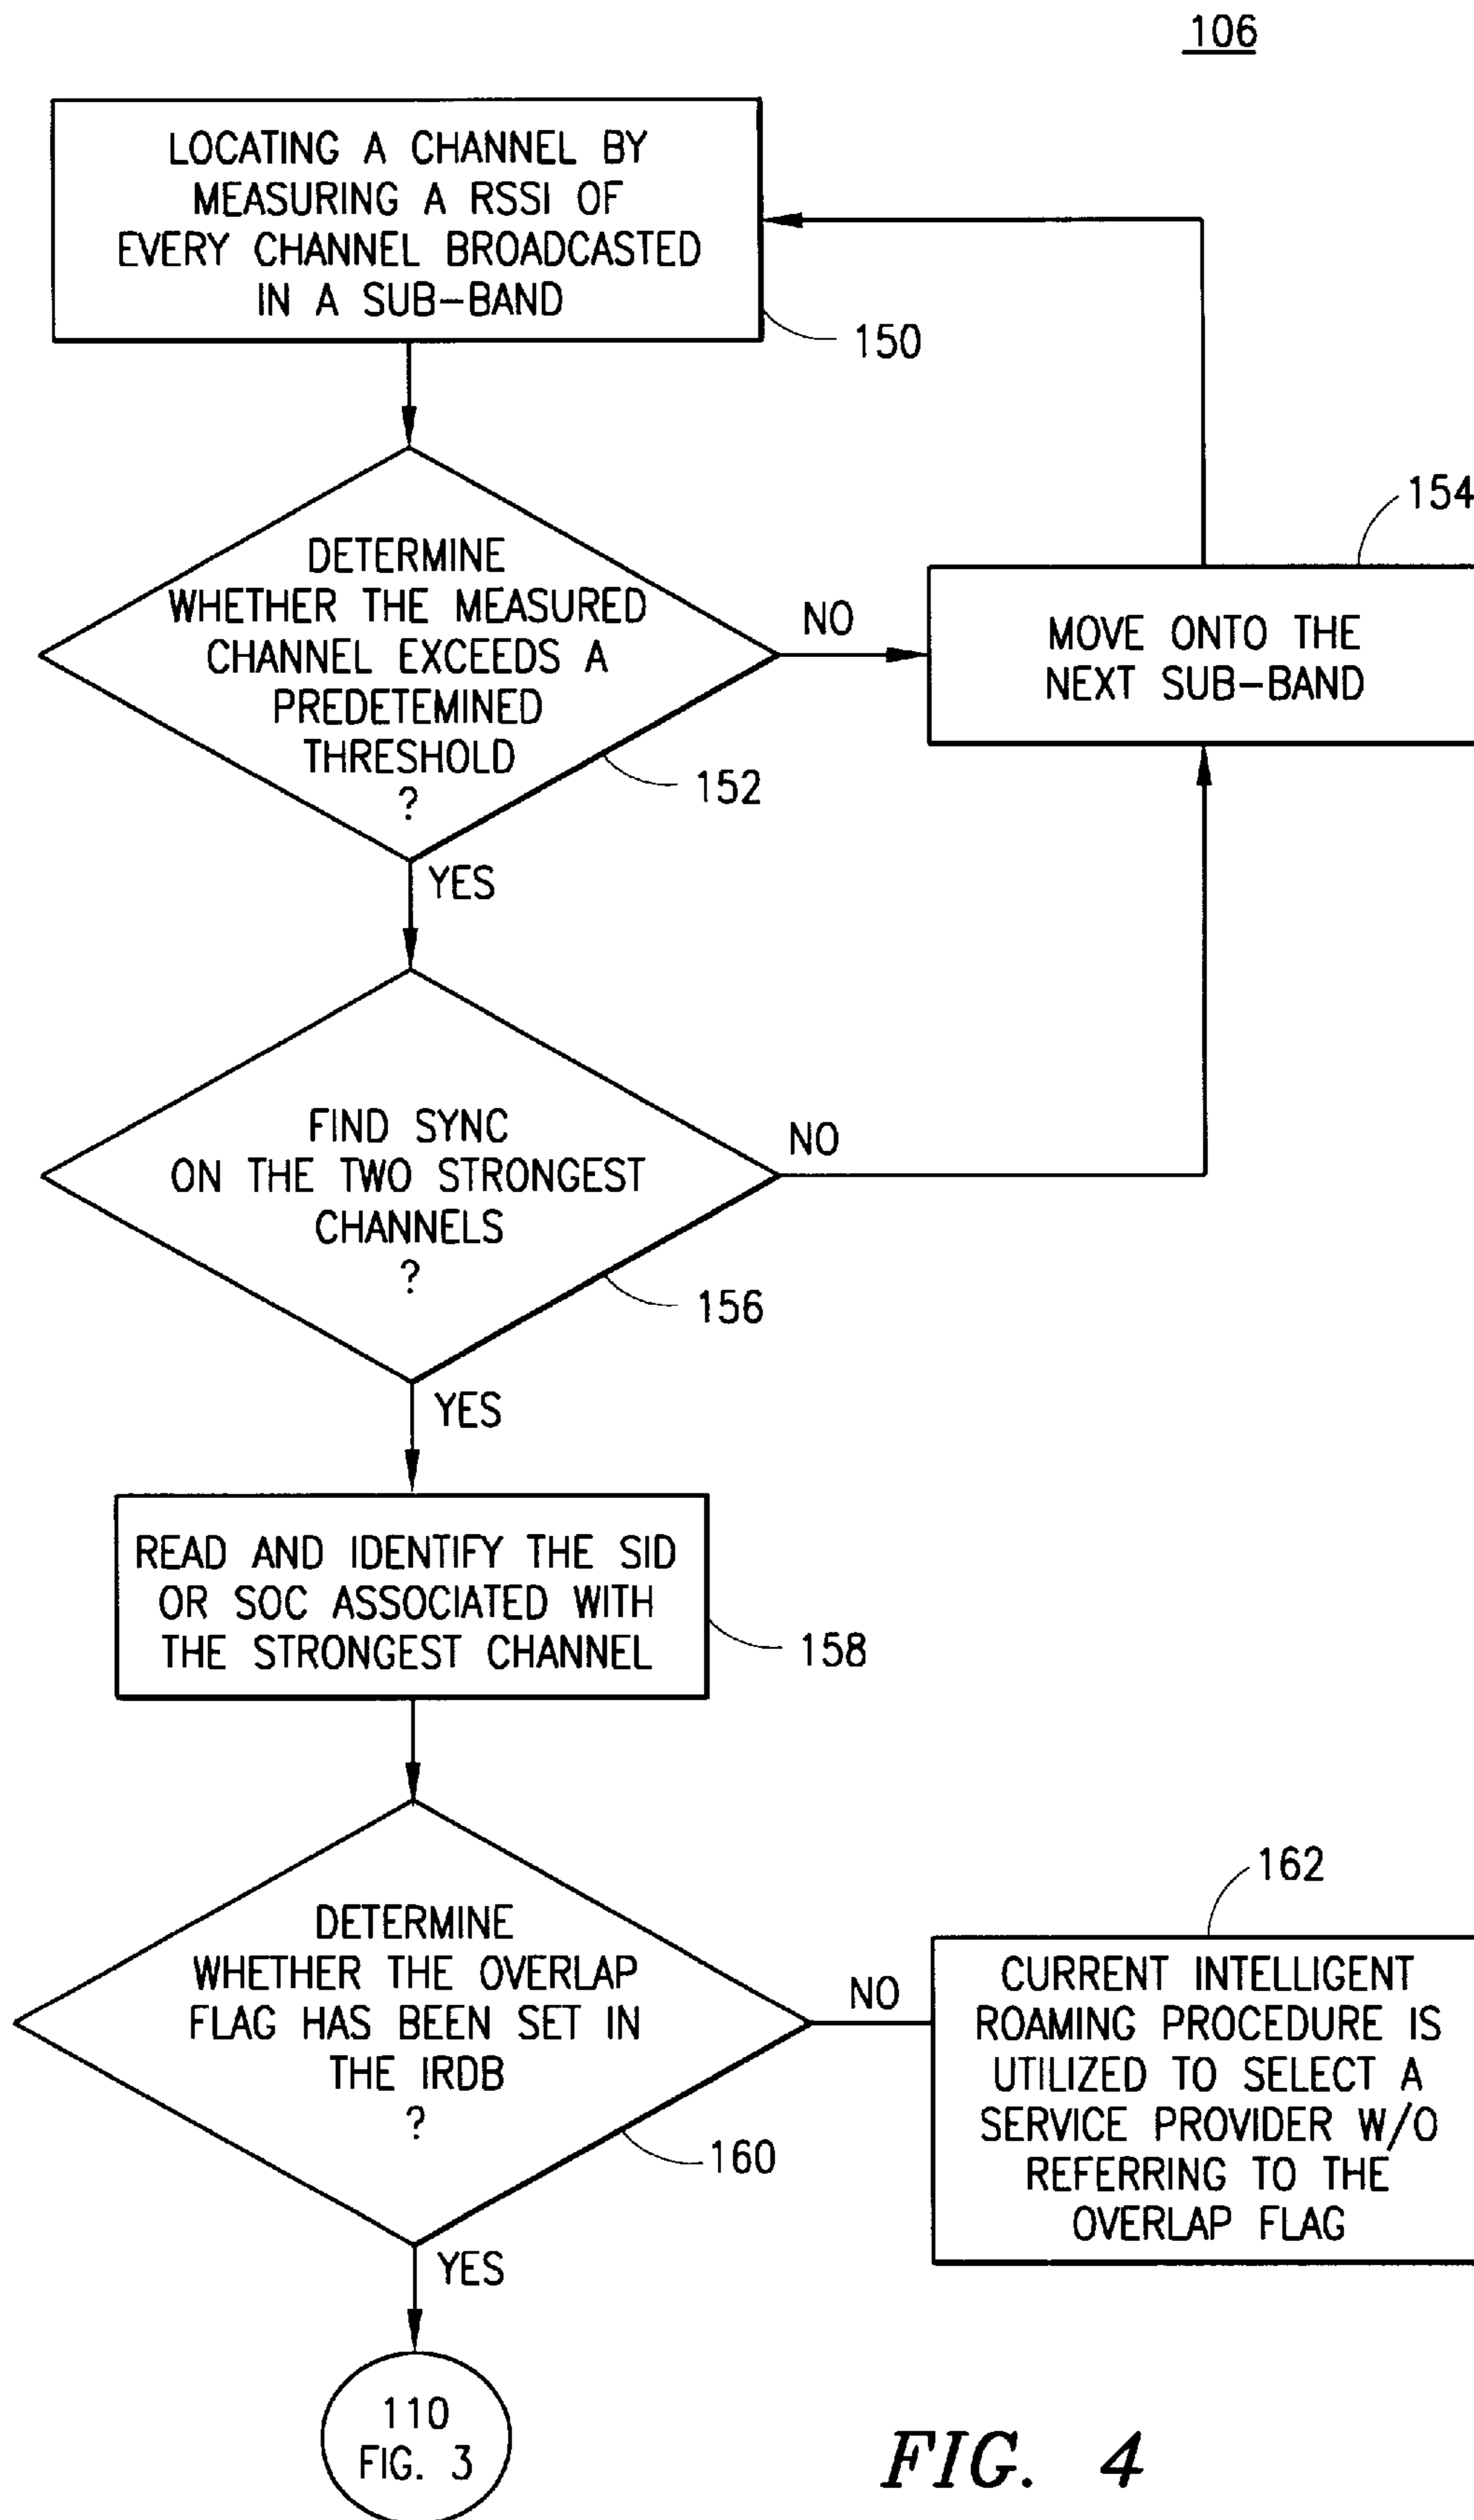 106
LOCATING A CHANNEL BY
MEASURING A RSSI OF
EVERY CHANNEL BROADCASTED
IN A SUB-BAND
150
DETERMINE
WHETHER THE MEASURED
CHANNEL EXCEEDS A
PREDETEMINED
THRESHOLD
?
152
NO
154
MOVE ONTO THE
NEXT SUB-BAND
YES
FIND SYNC
ON THE TWO STRONGEST
CHANNELS
?
156
NO
YES
READ AND IDENTIFY THE SID
OR SOC ASSOCIATED WITH
THE STRONGEST CHANNEL
158
DETERMINE
WHETHER THE OVERLAP
FLAG HAS BEEN SET IN
THE IRDB
?
160
NO
162
CURRENT INTELLIGENT
ROAMING PROCEDURE IS
UTILIZED TO SELECT A
SERVICE PROVIDER W/O
REFERRING TO THE
OVERLAP FLAG
YES
110
FIG. 3
FIG. 4